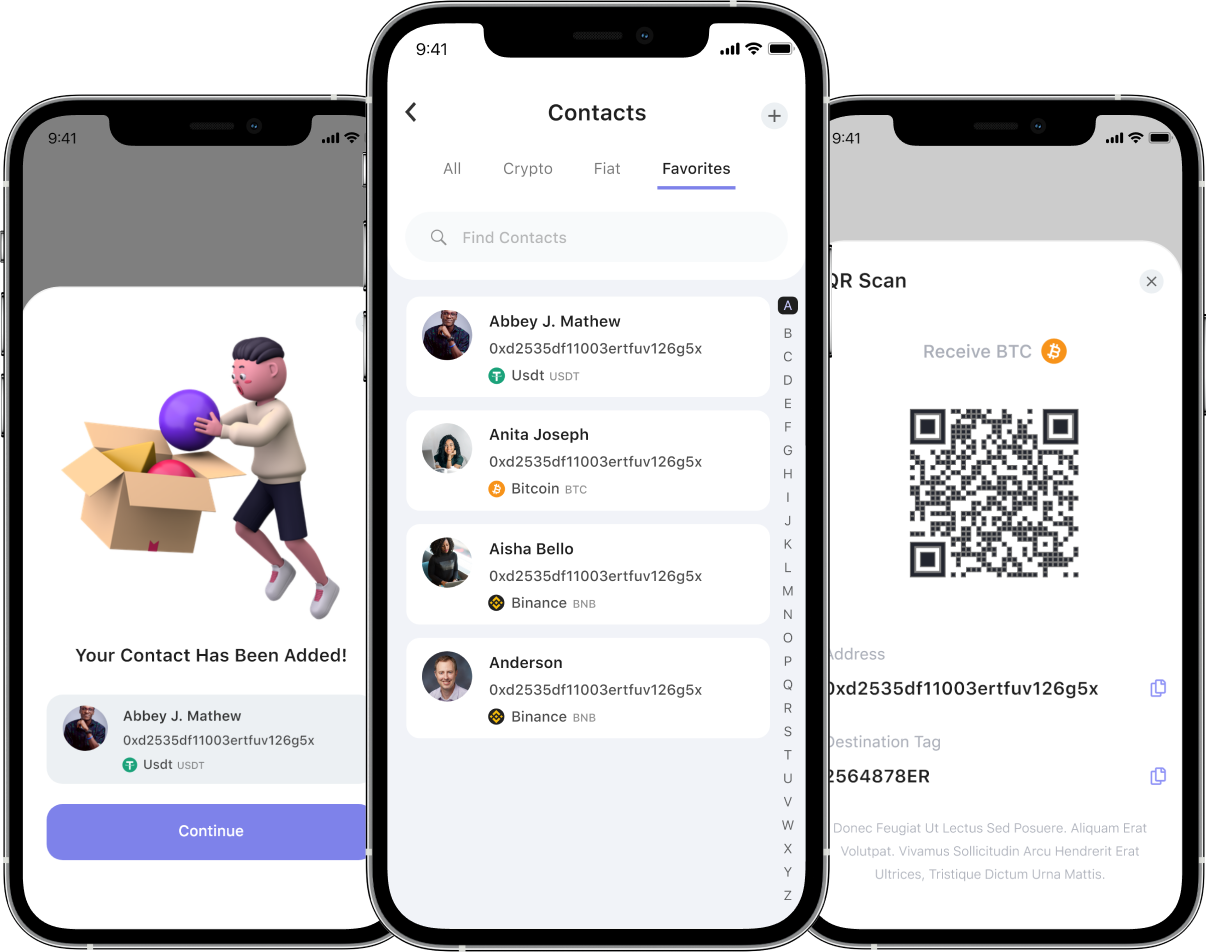 9:41
Your Contact Has Been Added!
Abbey J. Mathew
0xd2535df11003ertfuv126g5x
Usdt USDT
Continue
9:41
Contacts
All Crypto Fiat Favorites
Find Contacts
Abbey J. Mathew
0xd2535df11003ertfuv126g5x
Usdt USDT
Anita Joseph
0xd2535df11003ertfuv126g5x
Bitcoin BTC
Aisha Bello
0xd2535df11003ertfuv126g5x
Binance BNB
Anderson
0xd2535df11003ertfuv126g5x
Binance BNB
A
B
C
D
E
F
G
H
I
J
K
L
M
N
O
P
Q
R
S
T
U
V
W
X
Y
Z
9:41
QR Scan
Receive BTC
Address
0xd2535df11003ertfuv126g5x
Destination Tag
2564878ER
Donec Feugiat Ut Lectus Sed Posuere. Aliquam Erat
Volutpat. Vivamus Sollicitudin Arcu Hendrerit Erat
Ultrices, Tristique Dictum Urna Mattis.